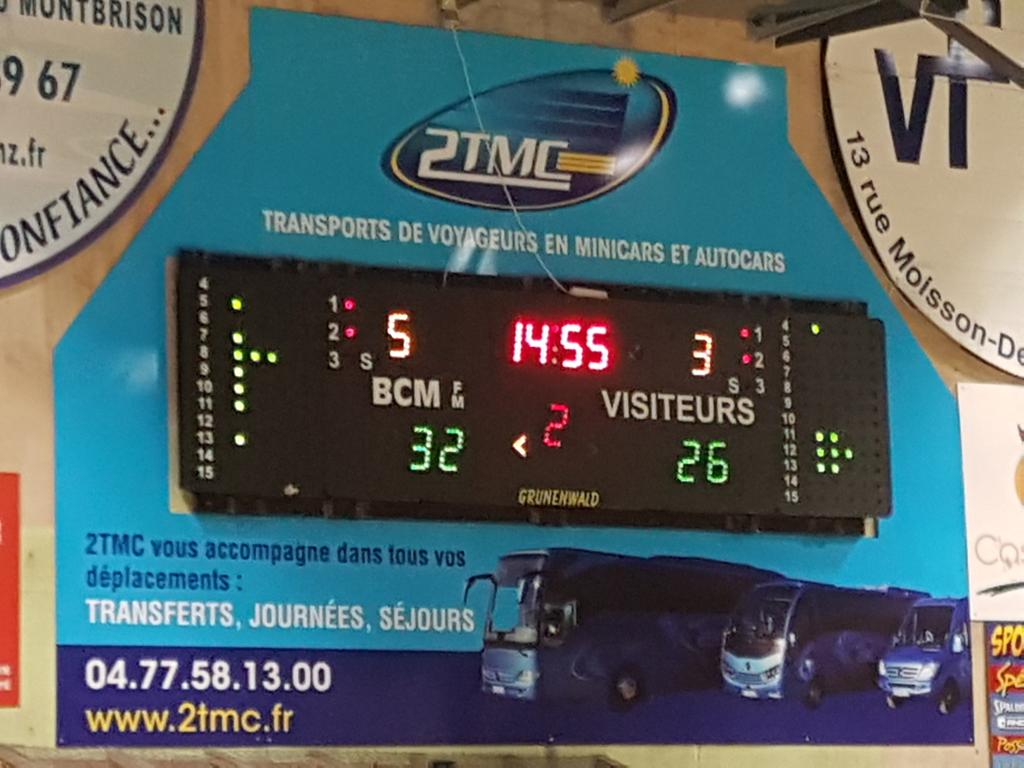 MONTBRISON
9 67
nz.fr
ONFIANCE...
2TMC
TRANSPORTS DE VOYAGEURS EN MINICARS ET AUTOCARS
VT
13 rue Moisson-De
4
5
6
7
8
9
10
11
12
13
14
15
1
2
3 S
5
14:55
3
1
2
S 3
BCM F M
VISITEURS
32
< 2
26
GRUNENWALD
4
5
6
7
8
9
10
11
12
13
14
15
2TMC vous accompagne dans tous vos
déplacements :
TRANSFERTS, JOURNÉES, SÉJOURS
04.77.58.13.00
www.2tmc.fr
SPO
Spé
SPALDI
Poss